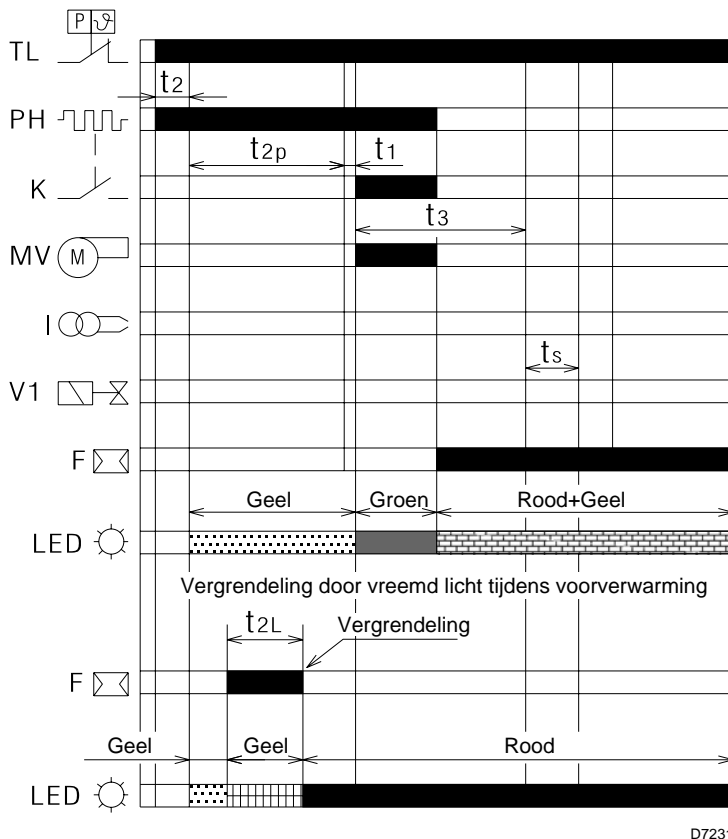 P ϑ
TL
t2
PH
t2p t1
K
t3
MV M
I
ts
V1
F
Geel Groen Rood+Geel
LED
Vergrendeling door vreemd licht tijdens voorverwarming
t2L Vergrendeling
F
Geel Geel Rood
LED
D723